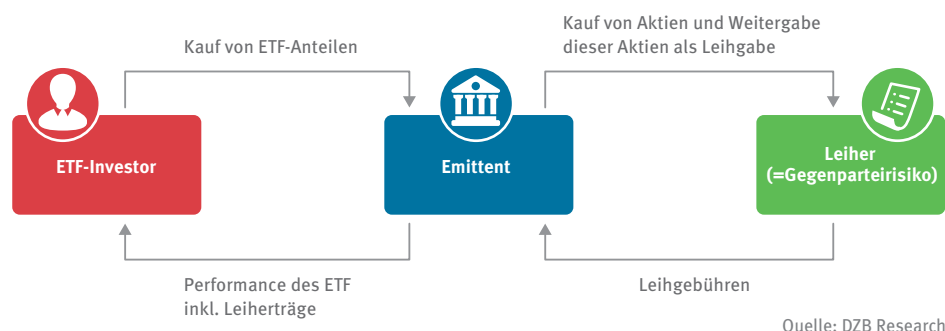 Kauf von ETF-Anteilen
Kauf von Aktien und Weitergabe
dieser Aktien als Leihgabe
ETF-Investor
Emittent
Leiher
(=Gegenparteirisiko)
Performance des ETF
inkl. Leiherträge
Leihgebühren
Quelle: DZB Research